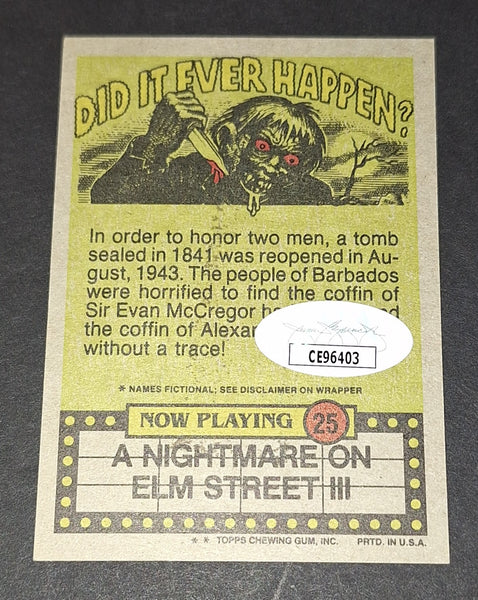 DID IT EVER HAPPEN?
In order to honor two men, a tomb
sealed in 1841 was reopened in Au-
gust, 1943. The people of Barbados
were horrified to find the coffin of
Sir Evan McGregor
the coffin of
without a trace!
* NAMES FICTIONAL; SEE DISCLAIMER ON WRAPPER
NOW PLAYING 25
A NIGHTMARE ON
ELM STREET III
* * TOPPS CHEWING GUM, INC. PRTD. IN U.S.A.
CE96403